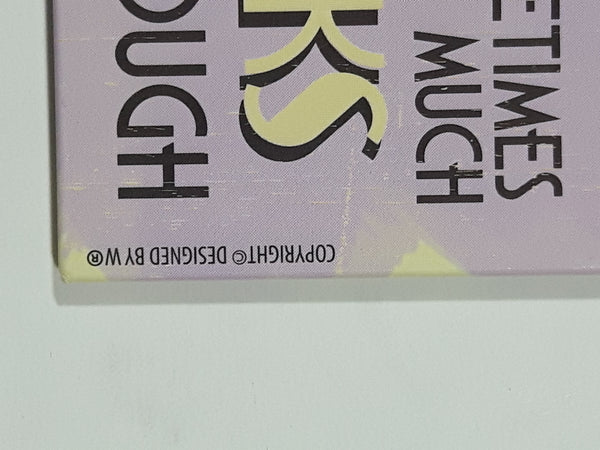 ETIMES
MUCH
KS
OUGH
COPYRIGHT© DESIGNED BY W®